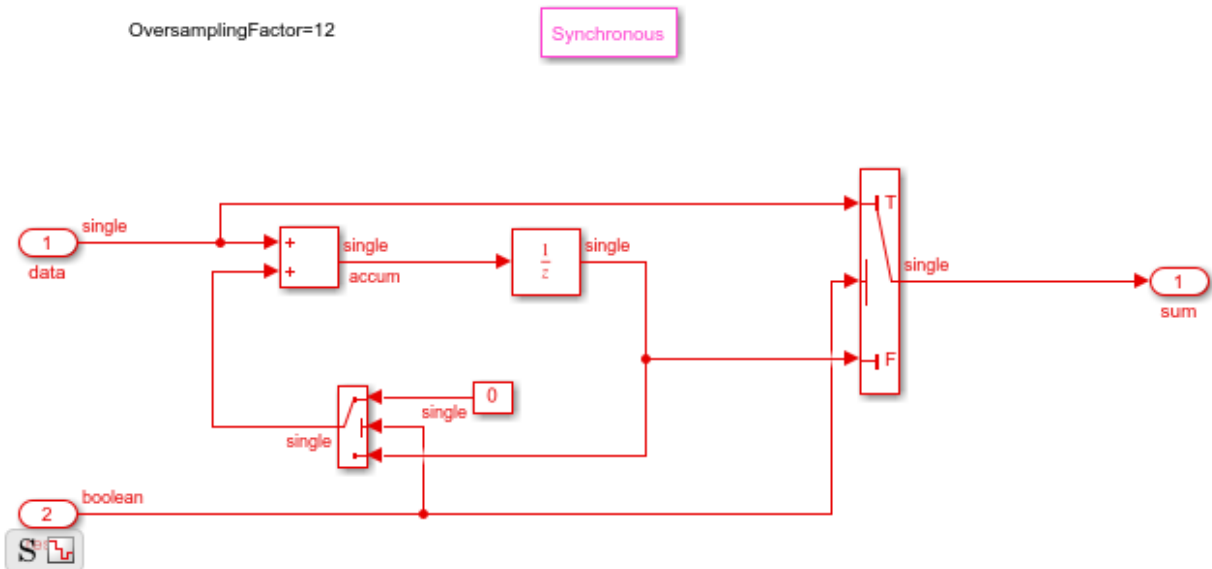 OversamplingFactor=12
Synchronous
single
1
data
+
+
single
accum
1
z
single
T
F
single
1
sum
0
single
single
boolean
2
S